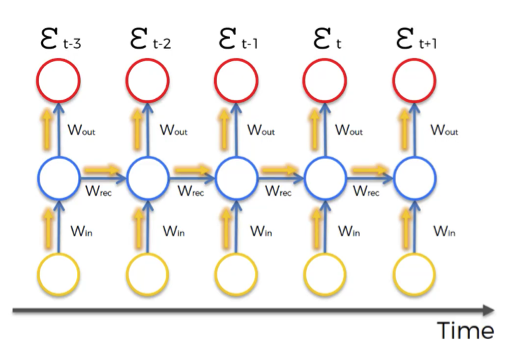 ε t-3 ε t-2 ε t-1 ε t ε t+1
Wout Wout Wout Wout Wout
Wrec Wrec Wrec Wrec
Win Win Win Win Win
Time